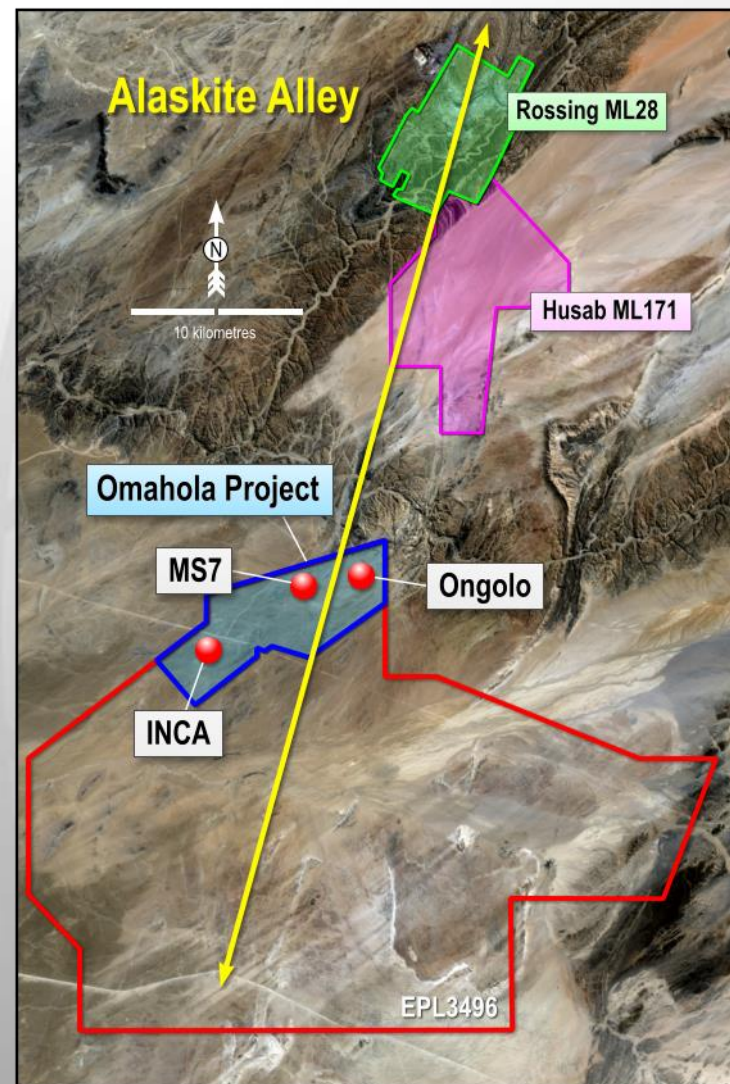 Alaskite Alley
Rossing ML28
N
10 kilometres
Husab ML171
Omahola Project
MS7
Ongolo
INCA
EPL3496